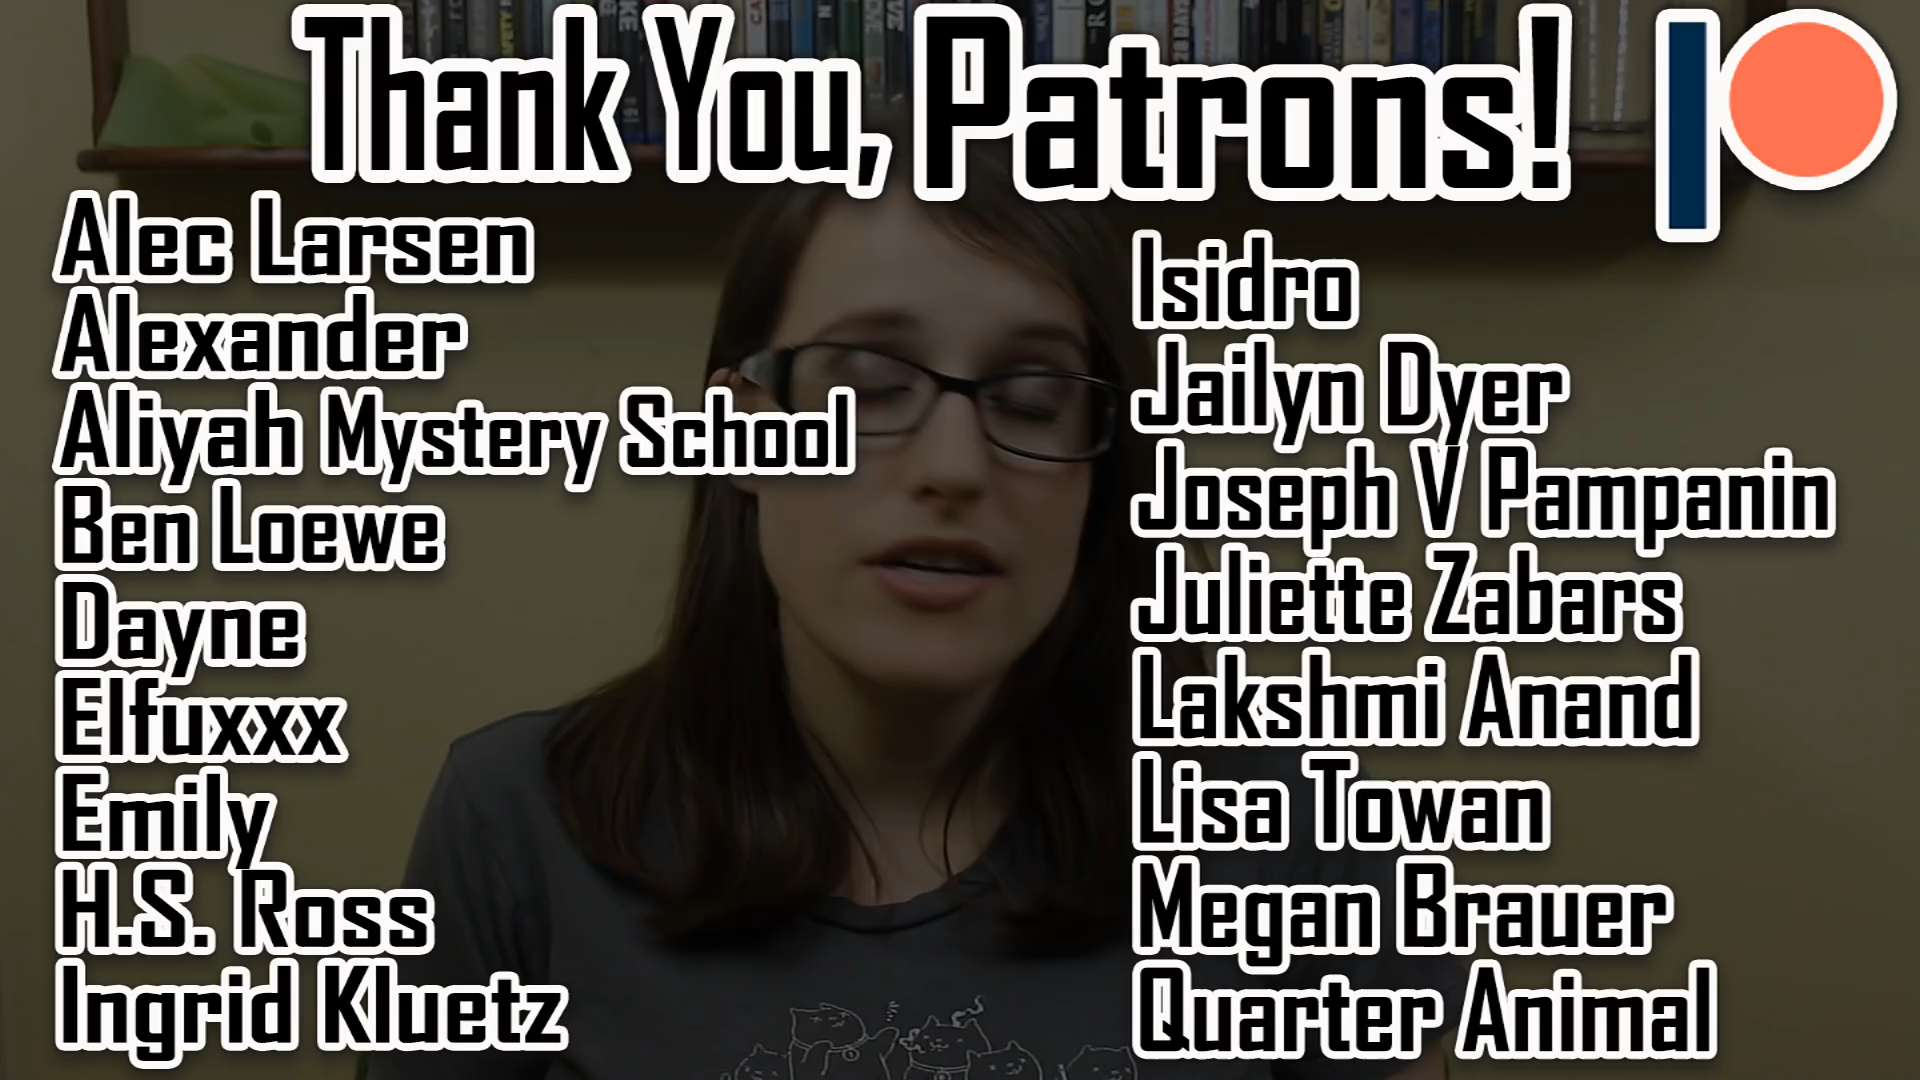 Thank You, Patrons!
Alec Larsen
Alexander
Aliyah Mystery School
Ben Loewe
Dayne
Elfuxxx
Emily
H.S. Ross
Ingrid Kluetz
Isidro
Jailyn Dyer
Joseph V Pampanin
Juliette Zabars
Lakshmi Anand
Lisa Towan
Megan Brauer
Quarter Animal